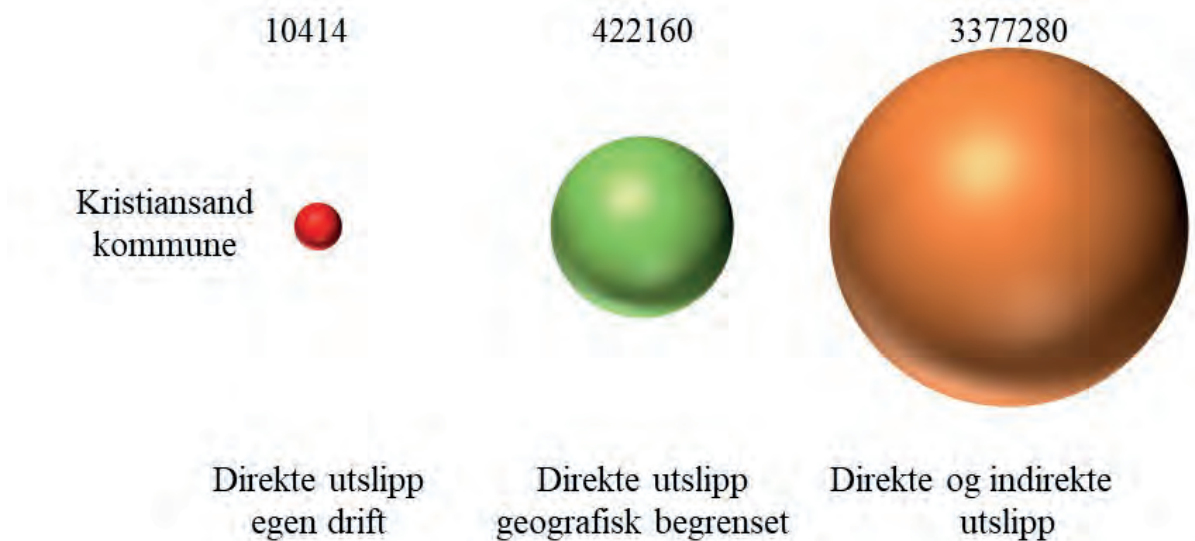 10414
422160
3377280
Kristiansand
kommune
Direkte utslipp
egen drift
Direkte utslipp
geografisk begrenset
Direkte og indirekte
utslipp